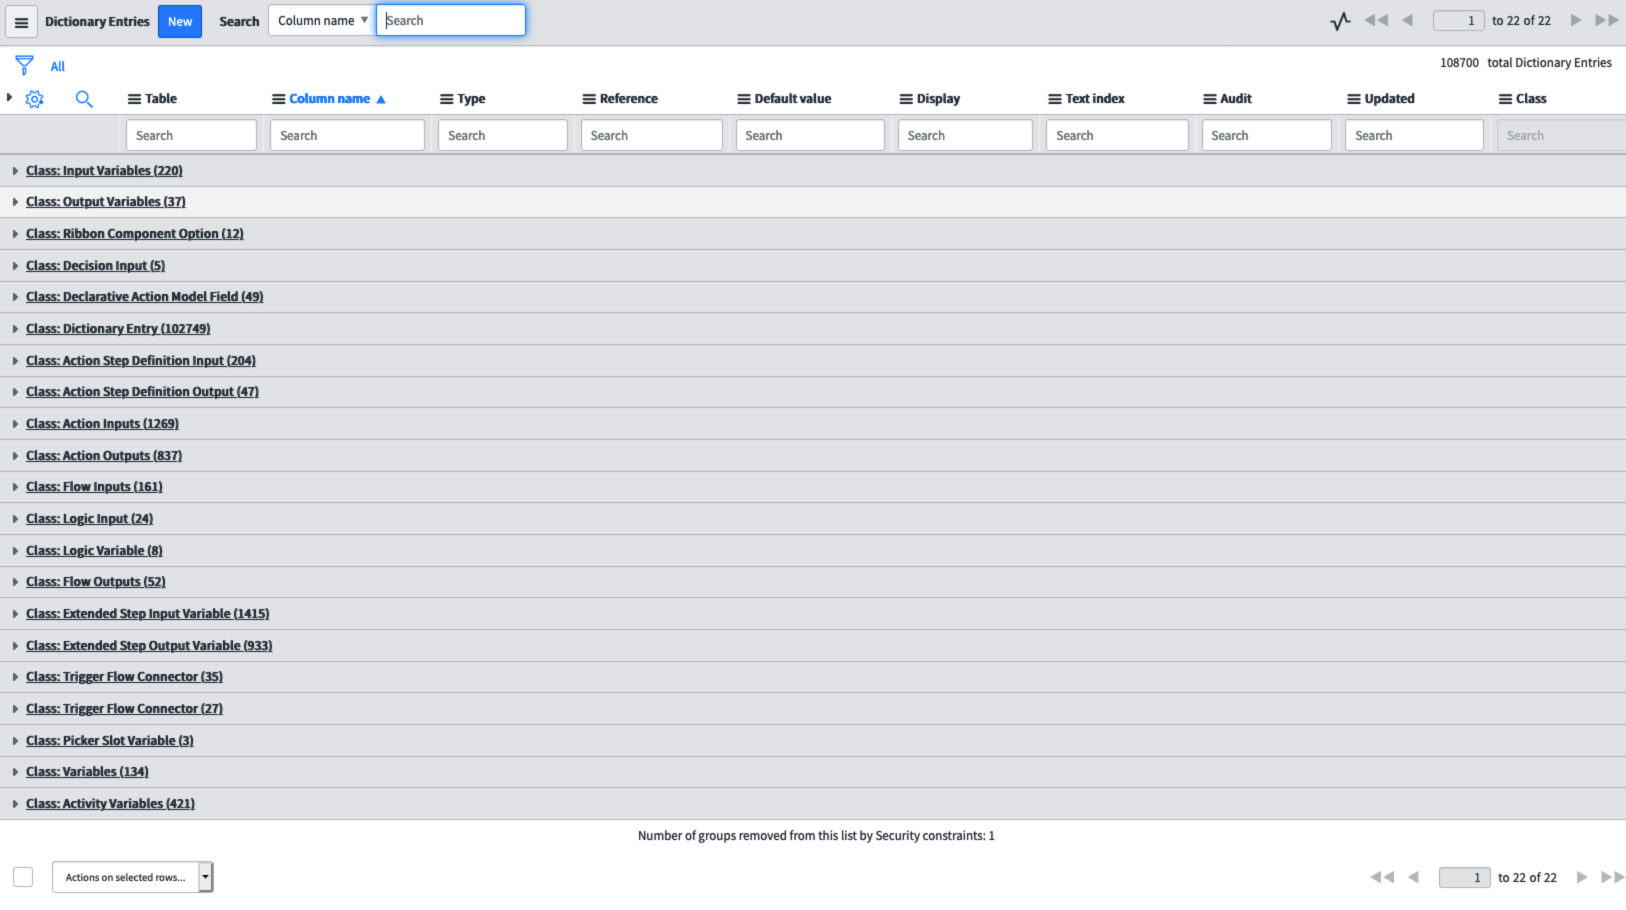 Dictionary Entries New Search Column name Search 1 to 22 of 22
All 108700 total Dictionary Entries
Table Column name Type Reference Default value Display Text index Audit Updated Class
Search Search Search Search Search Search Search Search Search Search
Class: Input Variables (220)
Class: Output Variables (37)
Class: Ribbon Component Option (12)
Class: Decision Input (5)
Class: Declarative Action Model Field (49)
Class: Dictionary Entry (102749)
Class: Action Step Definition Input (204)
Class: Action Step Definition Output (47)
Class: Action Inputs (1269)
Class: Action Outputs (837)
Class: Flow Inputs (161)
Class: Logic Input (24)
Class: Logic Variable (8)
Class: Flow Outputs (52)
Class: Extended Step Input Variable (1415)
Class: Extended Step Output Variable (933)
Class: Trigger Flow Connector (35)
Class: Trigger Flow Connector (27)
Class: Picker Slot Variable (3)
Class: Variables (134)
Class: Activity Variables (421)
Number of groups removed from this list by Security constraints: 1
Actions on selected rows... 1 to 22 of 22